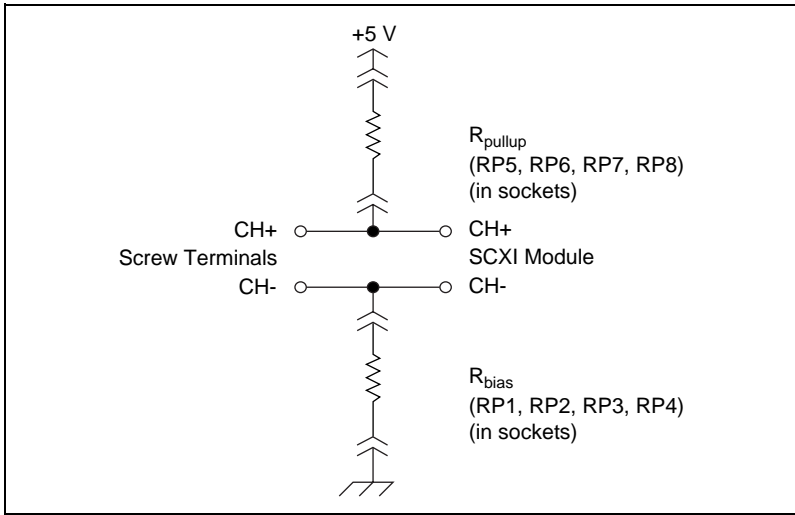 +5 V
R_pullup
(RP5, RP6, RP7, RP8)
(in sockets)
CH+ CH+
Screw Terminals SCXI Module
CH- CH-
R_bias
(RP1, RP2, RP3, RP4)
(in sockets)